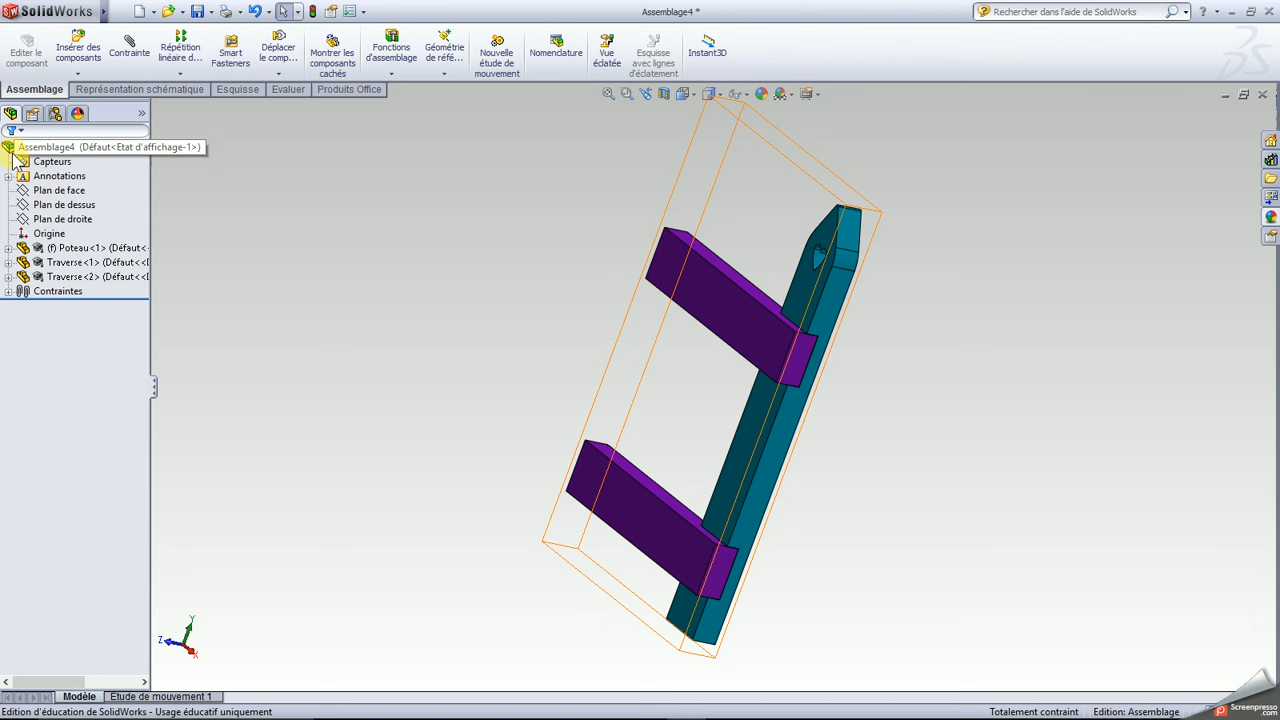 SolidWorks
Assemblage4 *
Rechercher dans l'aide de SolidWorks
Editer le composant
Insérer des composants
Contrainte
Répétition linéaire d...
Smart Fasteners
Déplacer le comp...
Montrer les composants cachés
Fonctions d'assemblage
Géométrie de réfé...
Nouvelle étude de mouvement
Nomenclature
Vue éclatée
Esquisse avec lignes d'éclatement
Instant3D
Assemblage
Représentation schématique
Esquisse
Evaluer
Produits Office
Assemblage4 (Défaut<Etat d'affichage-1>)
Capteurs
Annotations
Plan de face
Plan de dessus
Plan de droite
Origine
(f) Poteau<1> (Défaut<
Traverse<1> (Défaut<<D
Traverse<2> (Défaut<<D
Contraintes
Y
Z
X
Modèle
Etude de mouvement 1
Edition d'éducation de SolidWorks - Usage éducatif uniquement
Totalement contraint
Edition: Assemblage
Screenpresso
.com